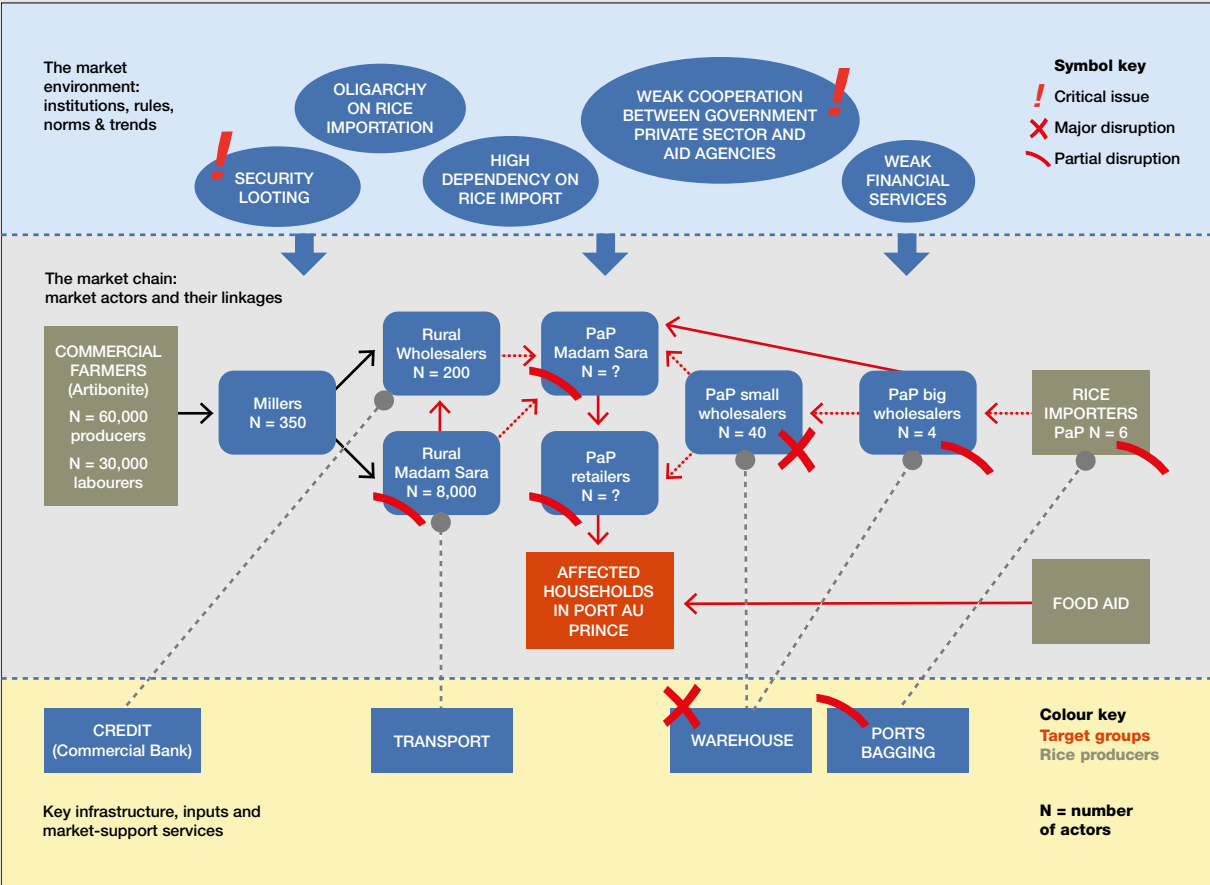 The market
environment:
institutions, rules,
norms & trends
OLIGARCHY
ON RICE
IMPORTATION
SECURITY
LOOTING
HIGH
DEPENDENCY ON
RICE IMPORT
WEAK COOPERATION
BETWEEN GOVERNMENT
PRIVATE SECTOR AND
AID AGENCIES
WEAK
FINANCIAL
SERVICES
Symbol key
Critical issue
Major disruption
Partial disruption
The market chain:
market actors and their linkages
COMMERCIAL
FARMERS
(Artibonite)
N = 60,000
producers
N = 30,000
labourers
Millers
N = 350
Rural
Wholesalers
N = 200
Rural
Madam Sara
N = 8,000
PaP
Madam Sara
N = ?
PaP
retailers
N = ?
PaP small
wholesalers
N = 40
PaP big
wholesalers
N = 4
RICE
IMPORTERS
PaP N = 6
AFFECTED
HOUSEHOLDS
IN PORT AU
PRINCE
FOOD AID
CREDIT
(Commercial Bank)
TRANSPORT
WAREHOUSE
PORTS
BAGGING
Colour key
Target groups
Rice producers
Key infrastructure, inputs and
market-support services
N = number
of actors